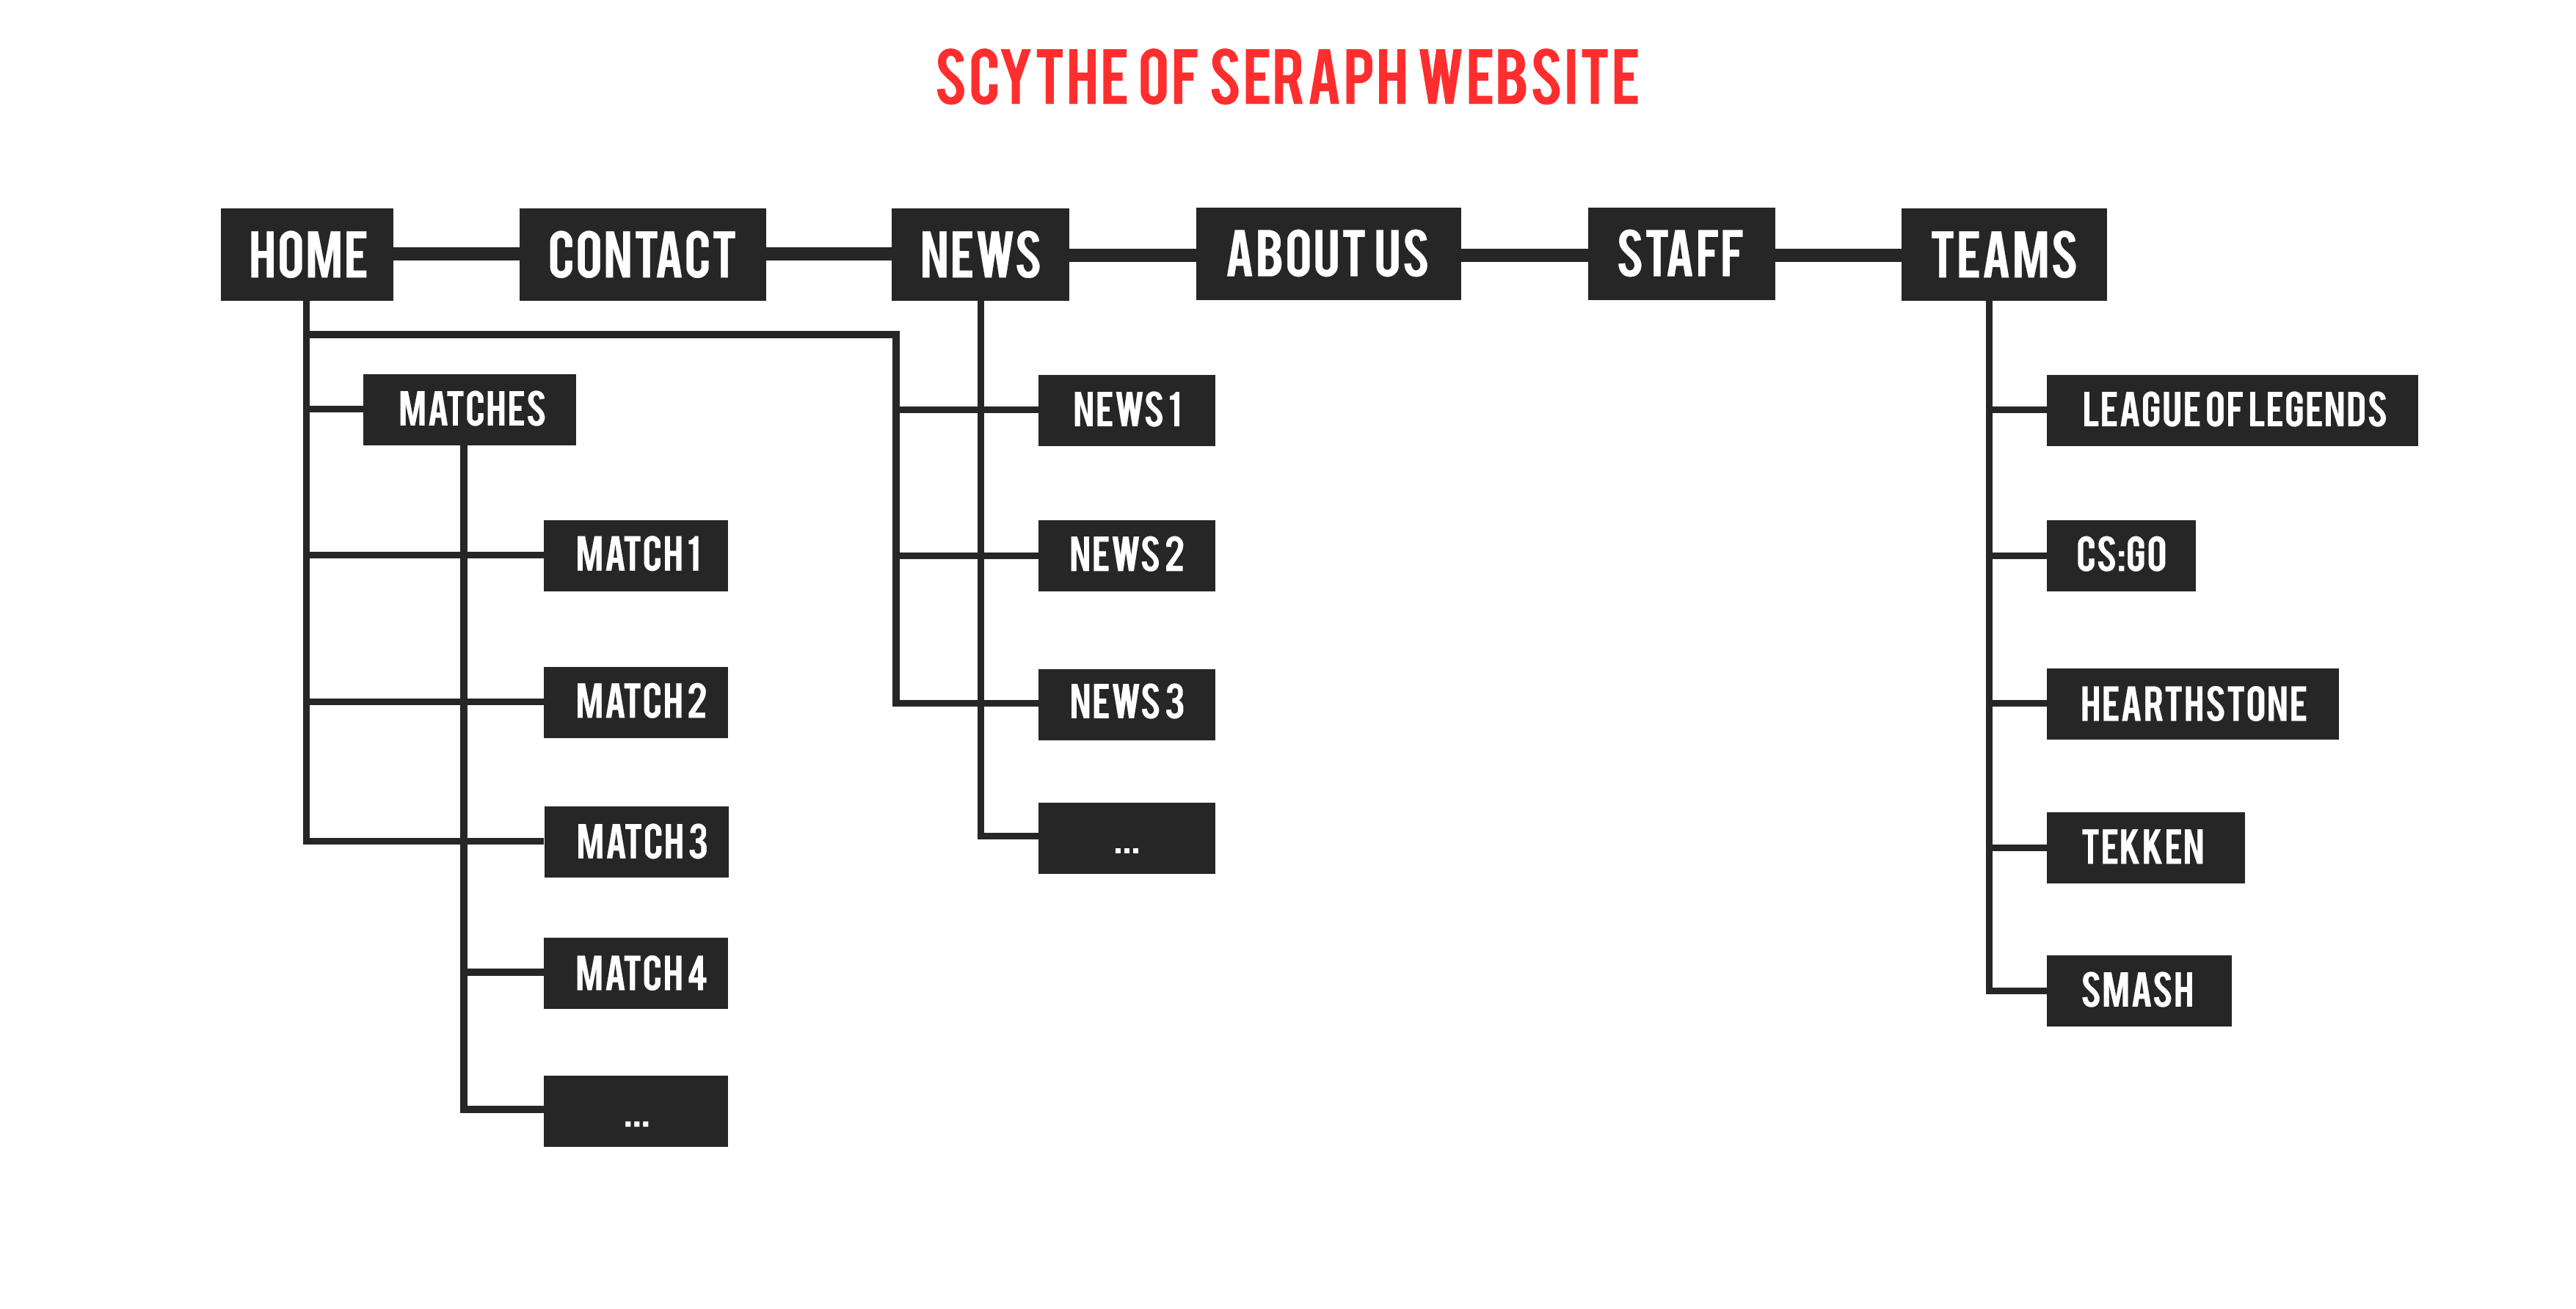 SCYTHE OF SERAPH WEBSITE
HOME
CONTACT
NEWS
ABOUT US
STAFF
TEAMS
MATCHES
MATCH 1
MATCH 2
MATCH 3
MATCH 4
...
NEWS 1
NEWS 2
NEWS 3
...
LEAGUE OF LEGENDS
CS:GO
HEARTHSTONE
TEKKEN
SMASH